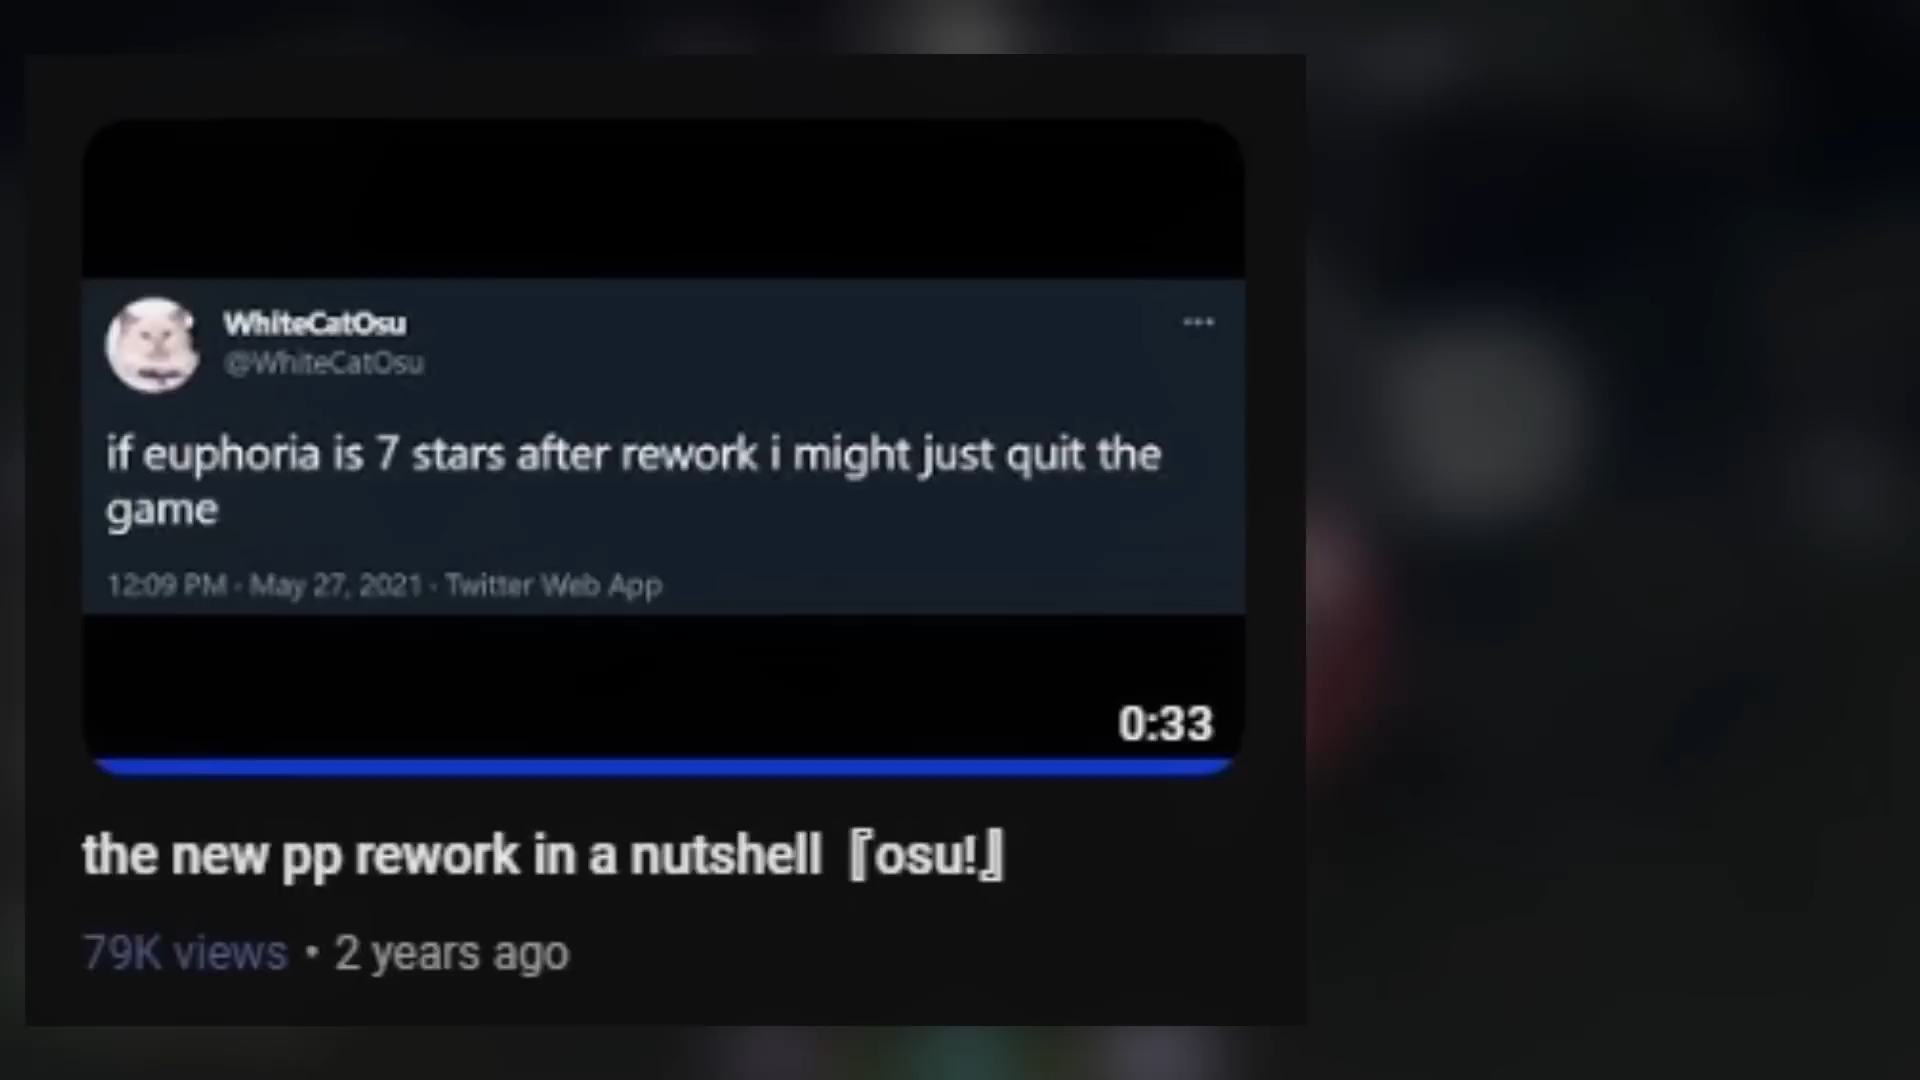 WhiteCatOsu
@WhiteCatOsu
if euphoria is 7 stars after rework i might just quit the
game
12:09 PM · May 27, 2021 · Twitter Web App
0:33
the new pp rework in a nutshell『osu!』
79K views • 2 years ago